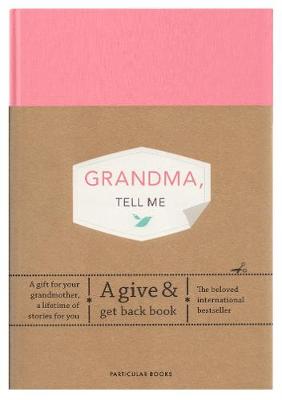 GRANDMA,
TELL ME
A gift for your
grandmother,
a lifetime of
stories for you
A give &
get back book
The beloved
international
bestseller
PARTICULAR BOOKS